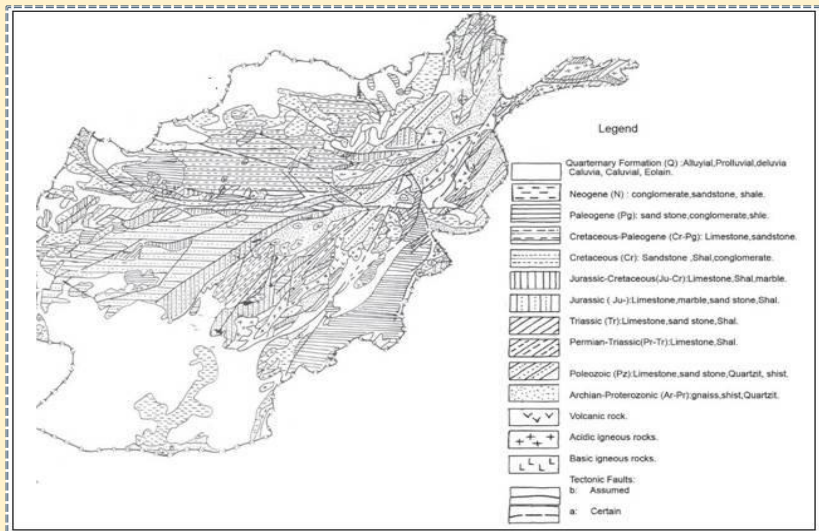 Legend
Quarternary Formation (Q) :Alluyial,Prolluvial,deluvia
Caluvia, Caluvial, Eolain.
Neogene (N) : conglomerate,sandstone, shale.
Paleogene (Pg): sand stone,conglomerate,shle.
Cretaceous-Paleogene (Cr-Pg): Limestone,sandstone.
Cretaceous (Cr): Sandstone ,Shal,conglomerate.
Jurassic-Cretaceous(Ju-Cr):Limestone,Shal,marble.
Jurassic ( Ju-):Limestone,marble,sand stone,Shal.
Triassic (Tr):Limestone,sand stone,Shal.
Permian-Triassic(Pr-Tr):Limestone,Shal.
Poleozoic (Pz):Limestone,sand stone,Quartzit, shist.
Archian-Proterozonic (Ar-Pr):gnaiss,shist,Quartzit.
Volcanic rock.
Acidic igneous rocks.
Basic igneous rocks.
Tectonic Faults:
b: Assumed
a: Certain